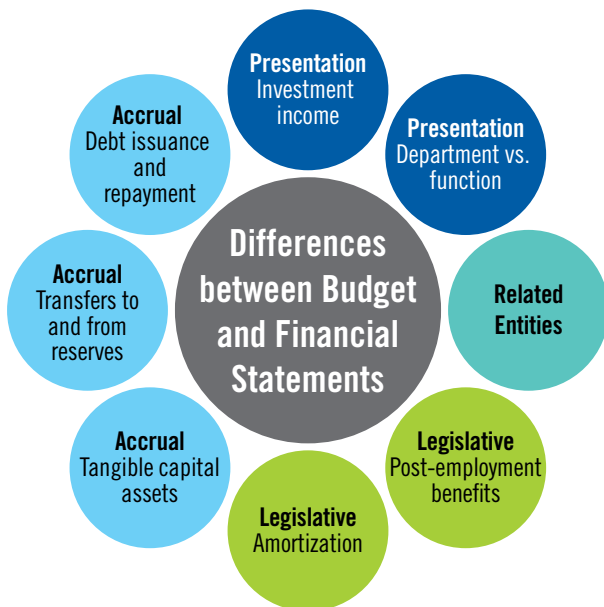 Presentation
Investment
income
Presentation
Department vs.
function
Related
Entities
Legislative
Post-employment
benefits
Legislative
Amortization
Accrual
Tangible capital
assets
Accrual
Transfers to
and from
reserves
Accrual
Debt issuance
and
repayment
Differences
between Budget
and Financial
Statements